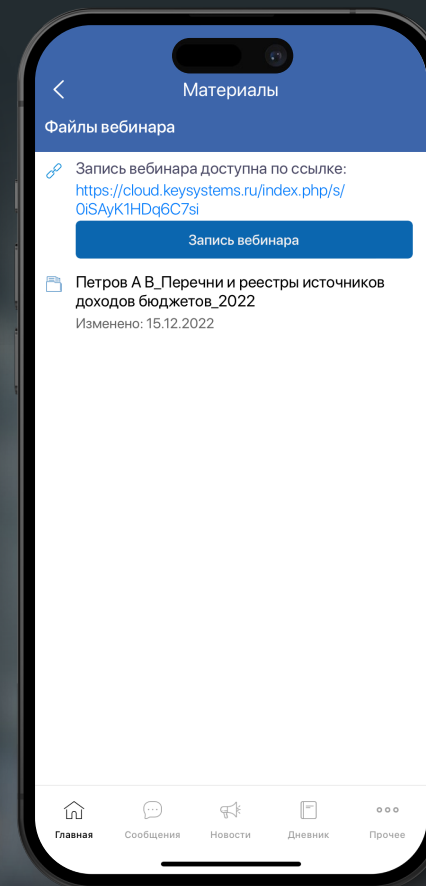 Материалы
Файлы вебинара
Запись вебинара доступна по ссылке:
https://cloud.keysystems.ru/index.php/s/
0iSAyK1HDq6C7si
Запись вебинара
Петров А В_Перечни и реестры источников
доходов бюджетов_2022
Изменено: 15.12.2022
Главная
Сообщения
Новости
Дневник
Прочее